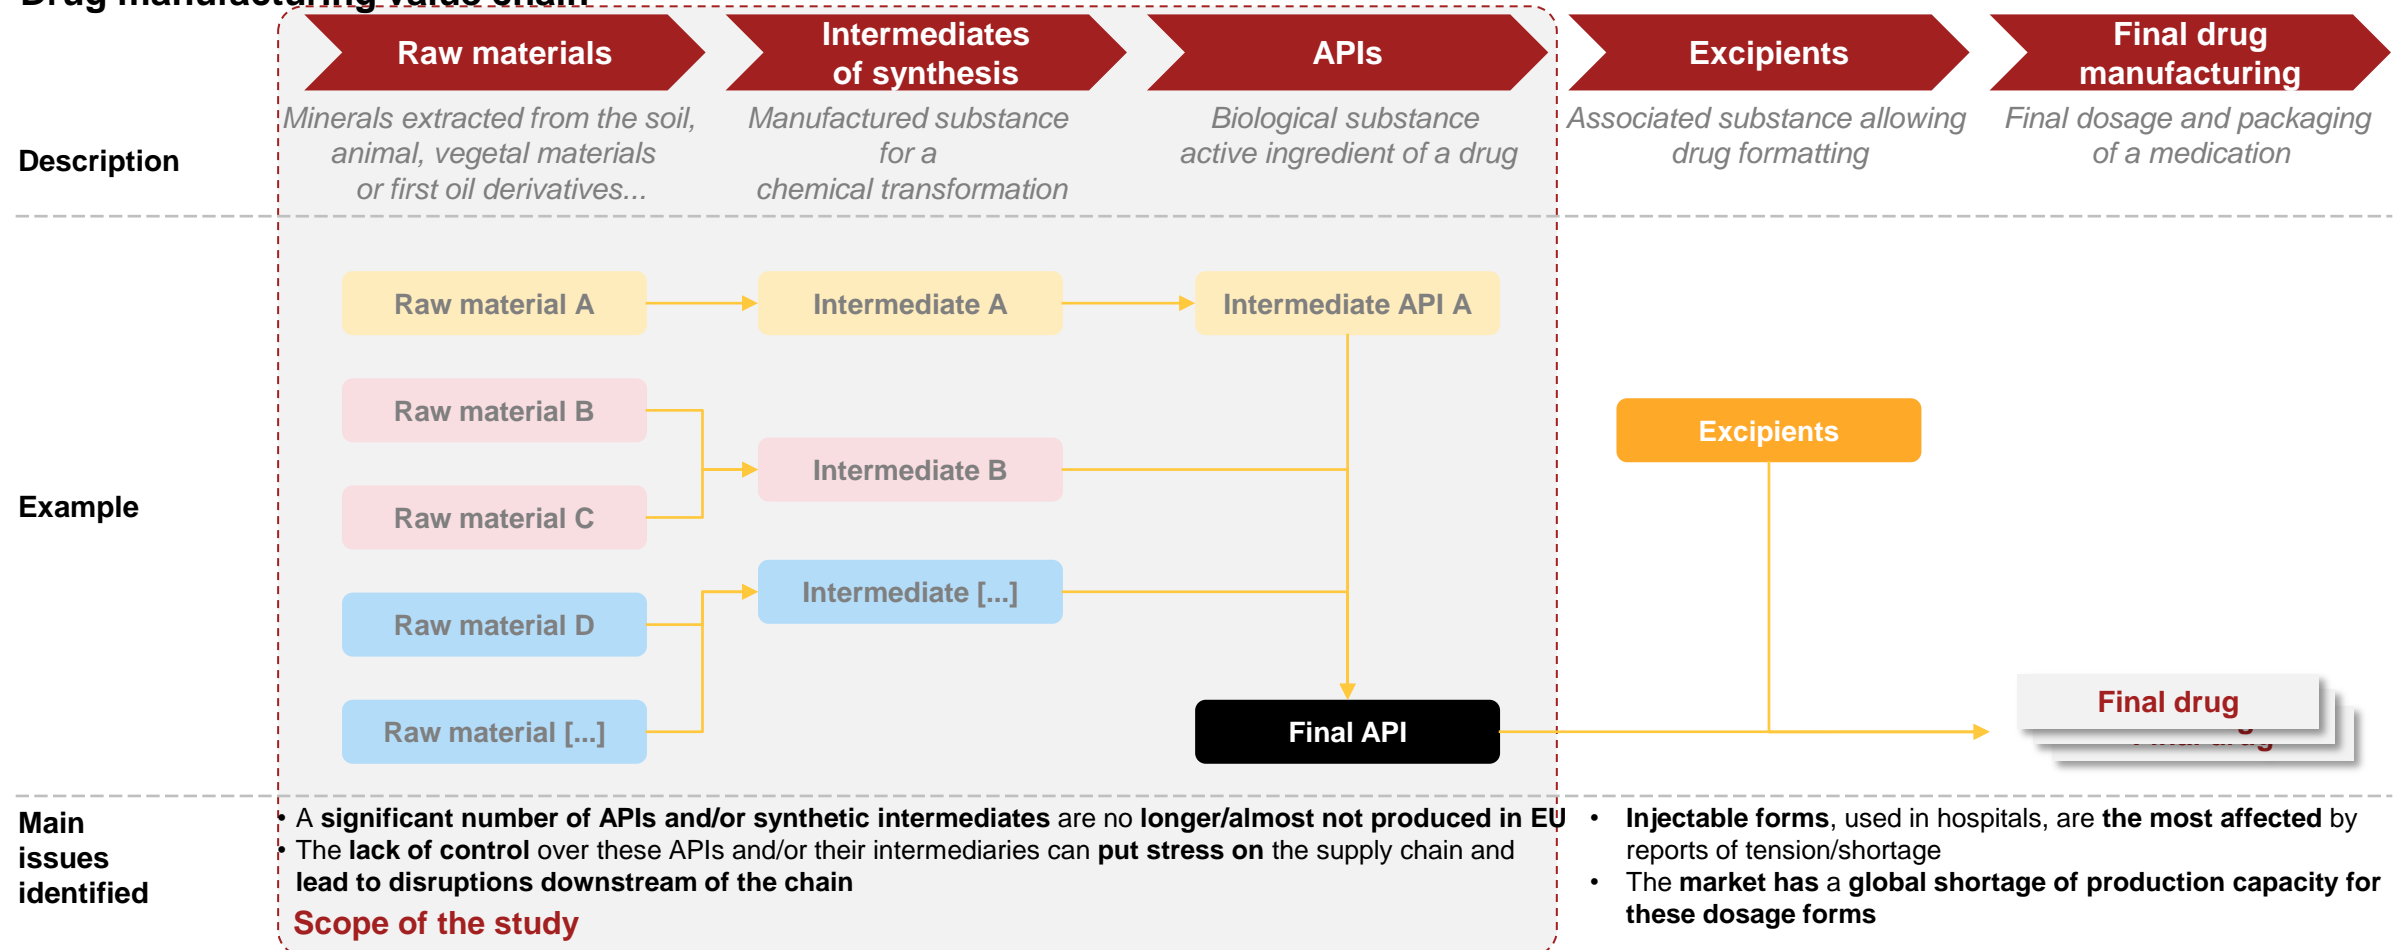 Drug manufacturing value chain
Raw materials
Intermediates
of synthesis
APIs
Excipients
Final drug
manufacturing
Description
Minerals extracted from the soil,
animal, vegetal materials
or first oil derivatives...
Manufactured substance
for a
chemical transformation
Biological substance
active ingredient of a drug
Associated substance allowing
drug formatting
Final dosage and packaging
of a medication
Example
Raw material A
Intermediate A
Intermediate API A
Raw material B
Raw material C
Intermediate B
Excipients
Raw material D
Intermediate [...]
Raw material [...]
Final API
Final drug
Final drug
Main
issues
identified
• A significant number of APIs and/or synthetic intermediates are no longer/almost not produced in EU
• The lack of control over these APIs and/or their intermediaries can put stress on the supply chain and
lead to disruptions downstream of the chain
Scope of the study
• Injectable forms, used in hospitals, are the most affected by
reports of tension/shortage
• The market has a global shortage of production capacity for
these dosage forms